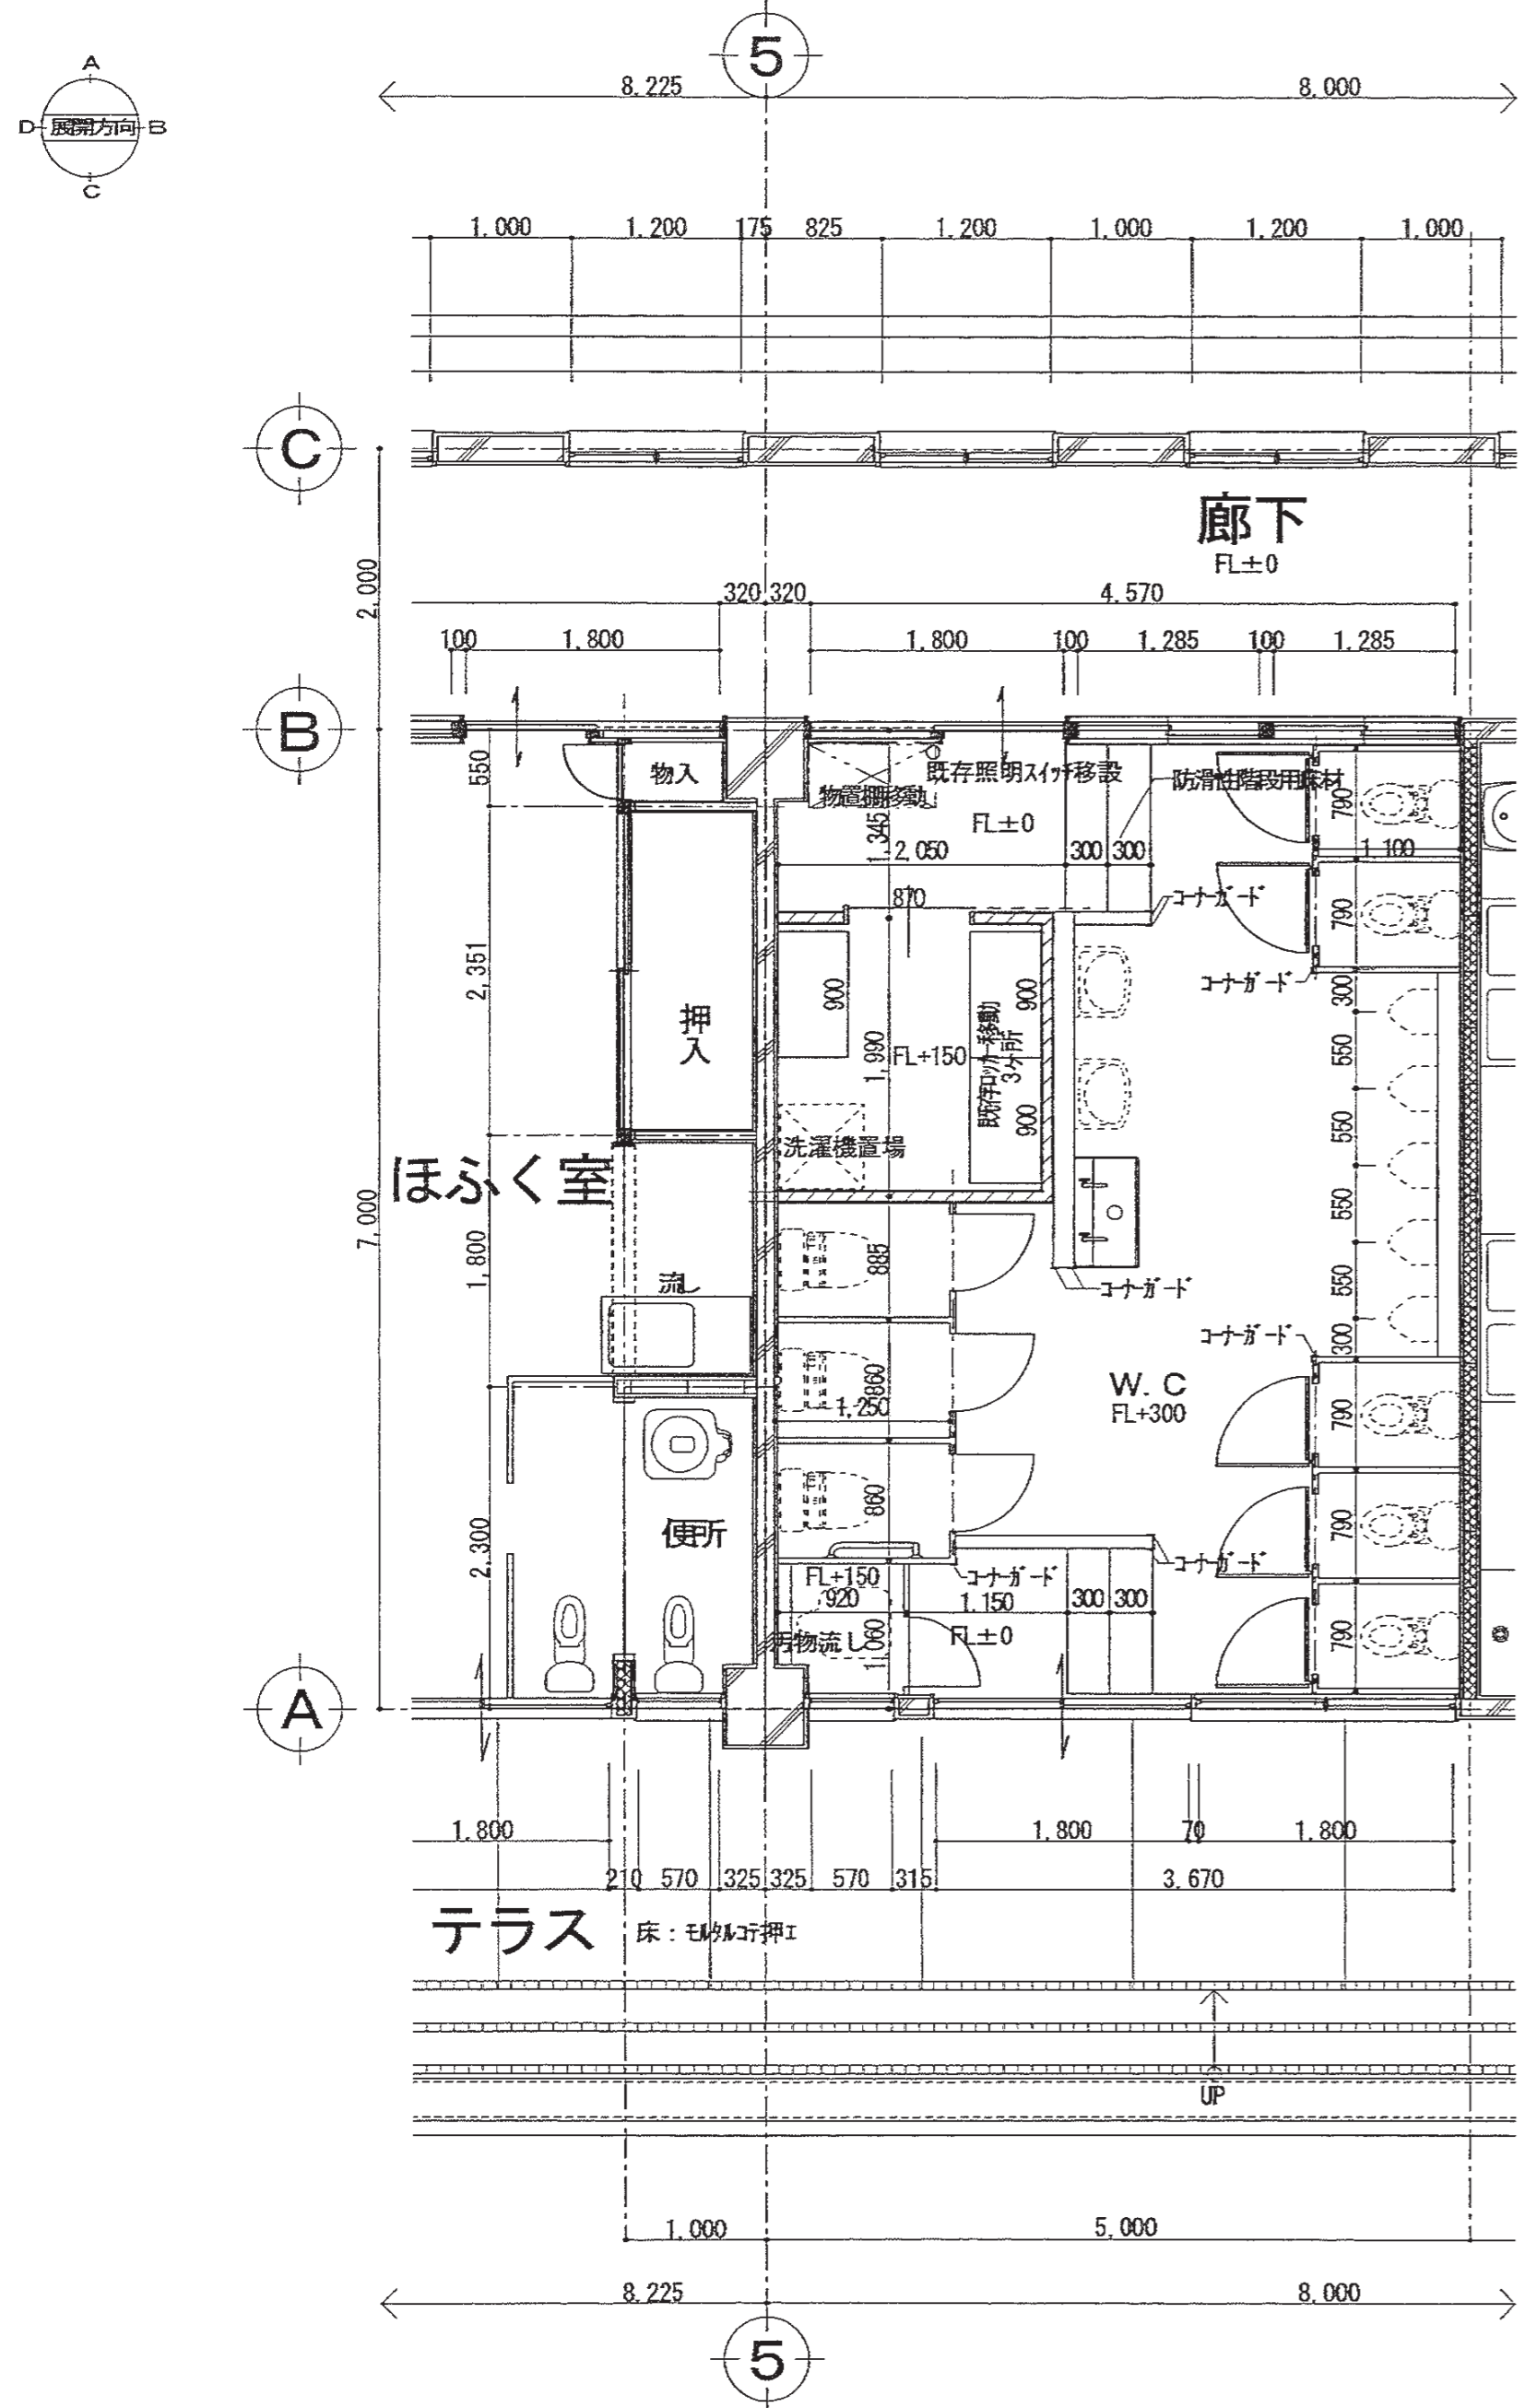 5
8,225
8,000
A
D 展開方向 B
C
1,000 1,200 175 825 1,200 1,000 1,200 1,000
C
廊下
FL±0
2,000
320 320 4,570
100 1,800 1,800 100 1,285 100 1,285
B
550
物入
既存照明スイッチ移設
物置棚移動
防滑性階段用床材
FL±0
790
1,345
2,050 300 300
1,100
870
コーナーガード
790
コーナーガード
2,351
900
900
300
押入
1,990
FL+150
既存ロッカー移動
3ヶ所
550
900
洗濯機置場
550
ほふく室
7,000
1,800
550
885
流し
コーナーガード
550
コーナーガード
300
W.C
FL+300
860
1,250
790
便所
860
790
2,300
コーナーガード
FL+150
コーナーガード
920 1,150 300 300
汚物流し
FL±0
1,060
790
A
1,800 1,800 70 1,800
210 570 325 325 570 315 3,670
テラス
床：モルタルコテ押エ
UP
1,000 5,000
8,225 8,000
5